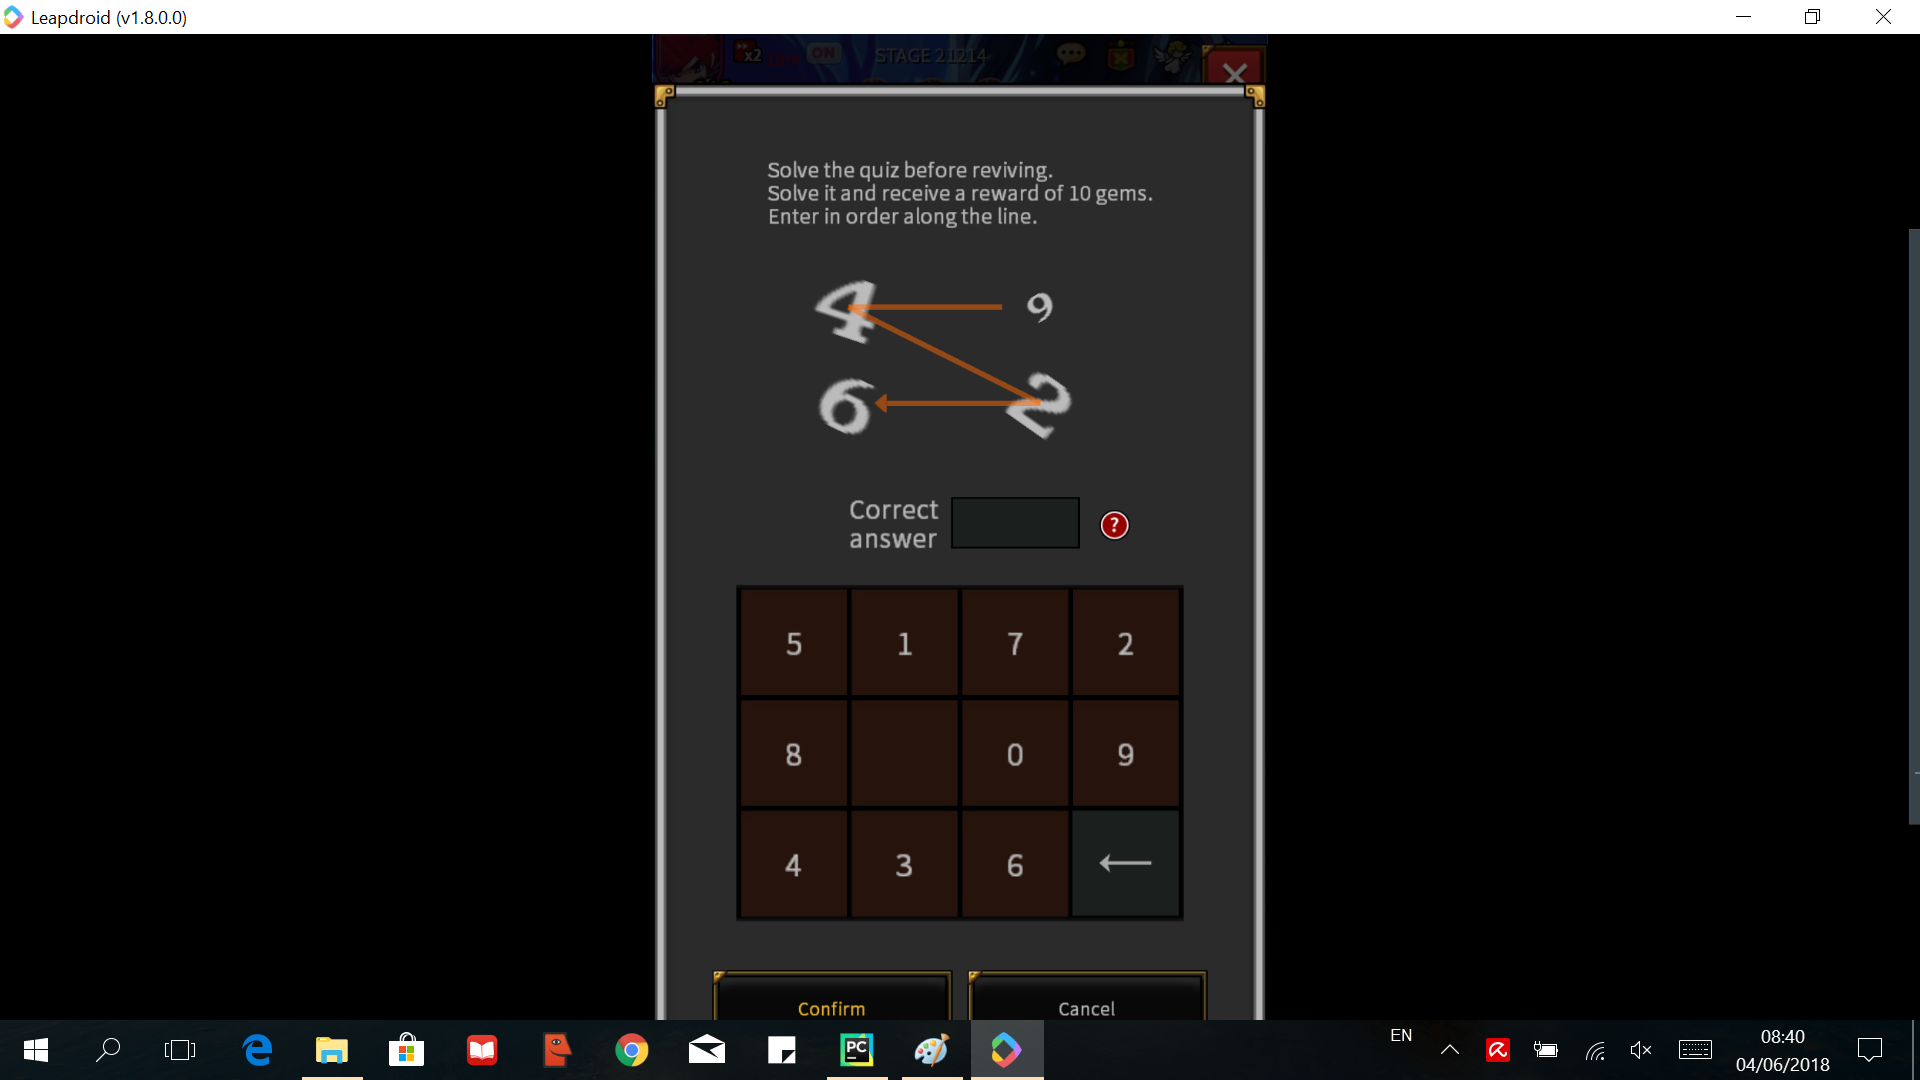 Leapdroid (v1.8.0.0)
x2
ON
STAGE 21214
Solve the quiz before reviving.
Solve it and receive a reward of 10 gems.
Enter in order along the line.
4 9
6 2
Correct
answer
?
5 1 7 2
8 0 9
4 3 6
Confirm Cancel
PC
EN
08:40
04/06/2018